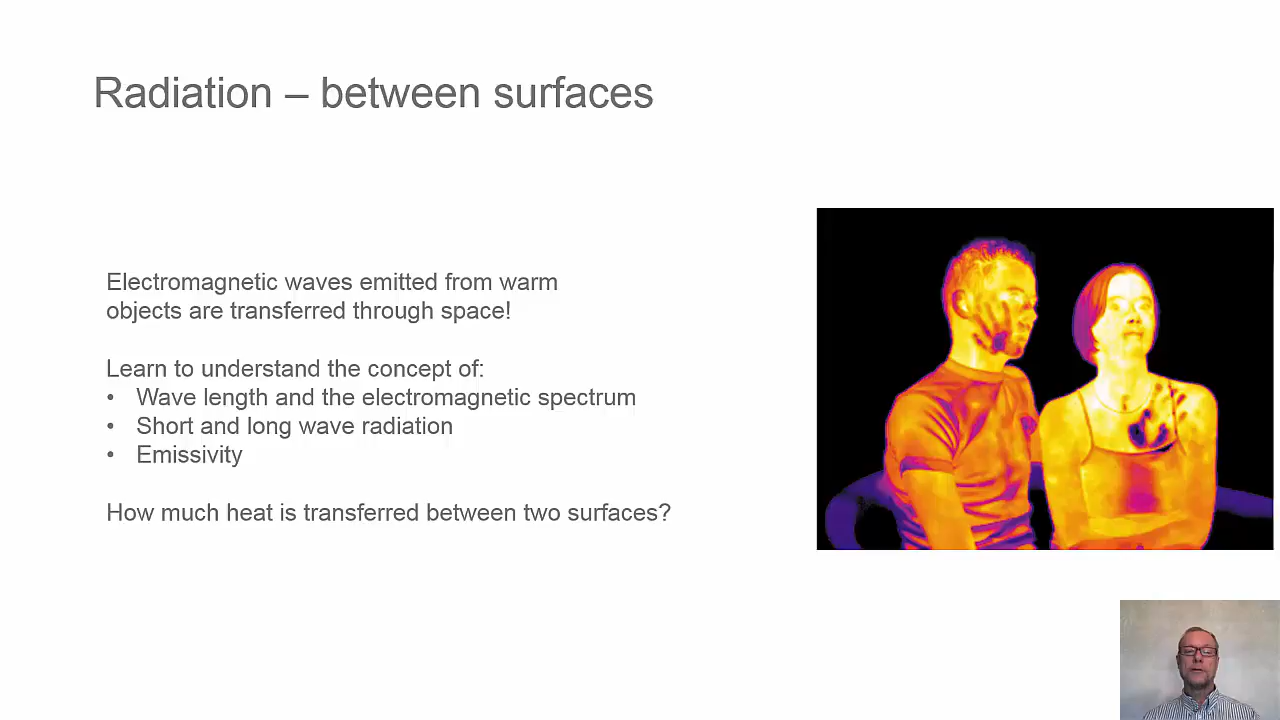 Radiation – between surfaces
Electromagnetic waves emitted from warm
objects are transferred through space!
Learn to understand the concept of:
• Wave length and the electromagnetic spectrum
• Short and long wave radiation
• Emissivity
How much heat is transferred between two surfaces?